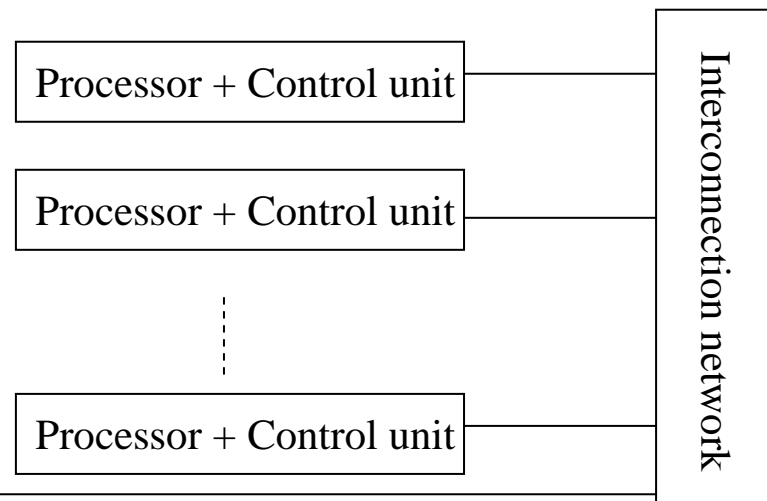 Processor + Control unit
Processor + Control unit
Processor + Control unit
Interconnection network